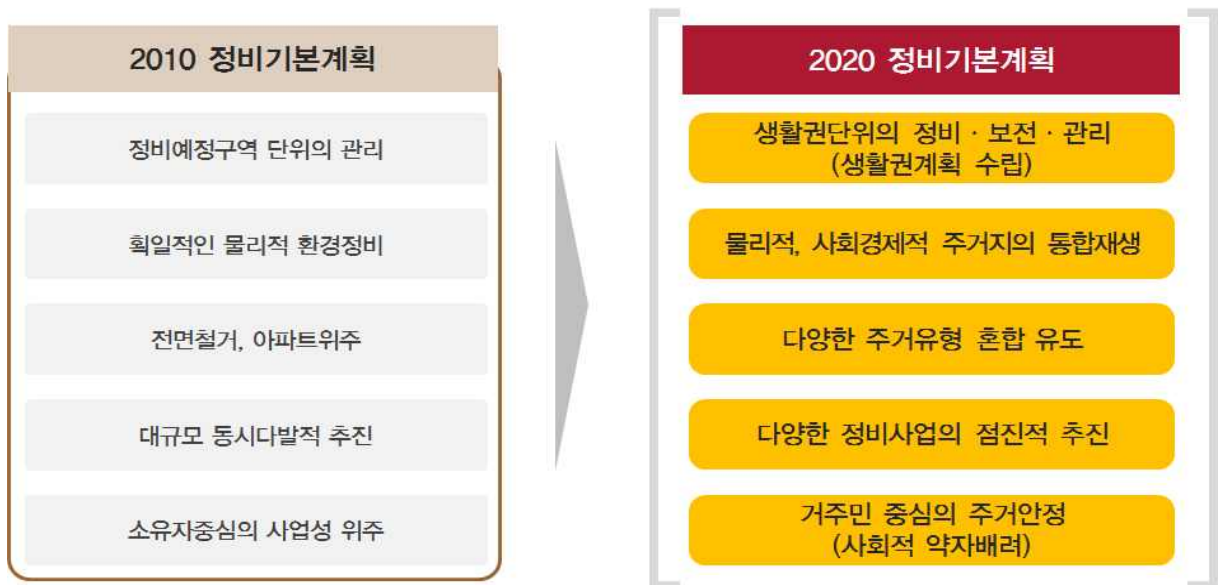 2010 정비기본계획
정비예정구역 단위의 관리
획일적인 물리적 환경정비
전면철거, 아파트위주
대규모 동시다발적 추진
소유자중심의 사업성 위주
2020 정비기본계획
생활권단위의 정비 · 보전 · 관리
(생활권계획 수립)
물리적, 사회경제적 주거지의 통합재생
다양한 주거유형 혼합 유도
다양한 정비사업의 점진적 추진
거주민 중심의 주거안정
(사회적 약자배려)